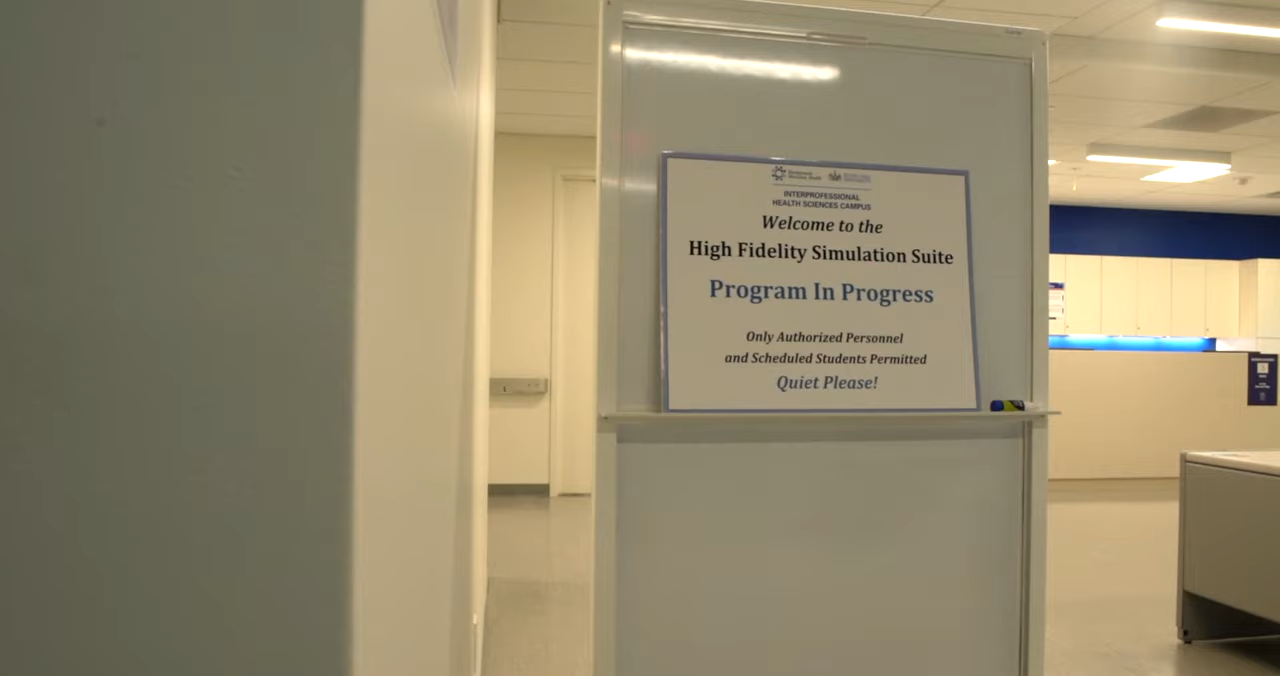 INTERPROFESSIONAL
HEALTH SCIENCES CAMPUS
Welcome to the
High Fidelity Simulation Suite
Program In Progress
Only Authorized Personnel
and Scheduled Students Permitted
Quiet Please!